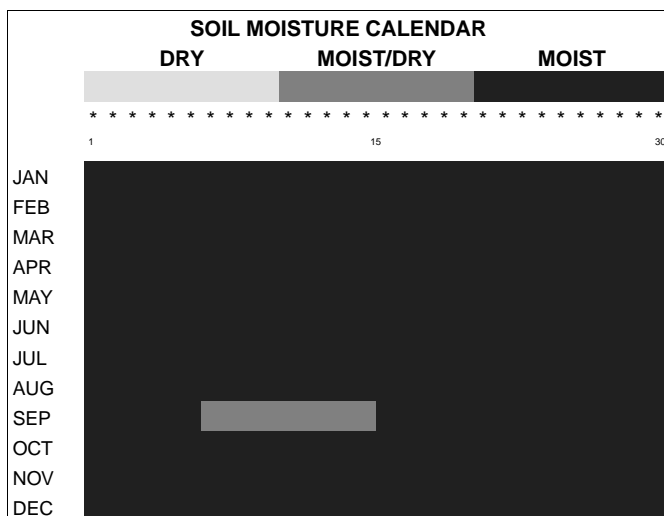 SOIL MOISTURE CALENDAR
DRY MOIST/DRY MOIST
* * * * * * * * * * * * * * * * * * * * * * * * * * * * * *
1 15 30
JAN
FEB
MAR
APR
MAY
JUN
JUL
AUG
SEP
OCT
NOV
DEC